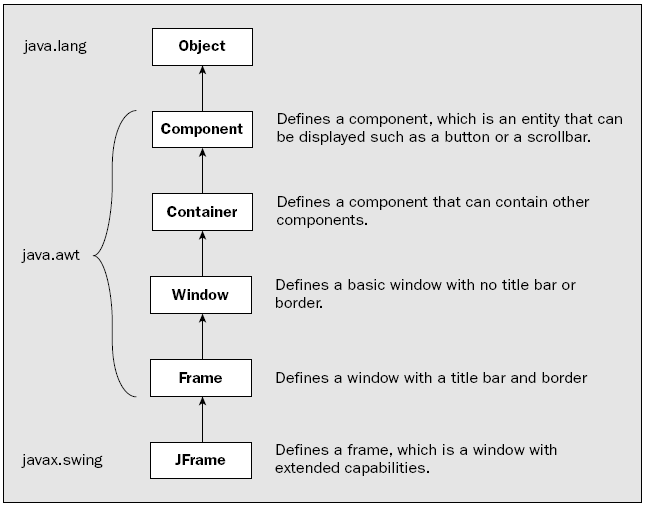 java.lang
Object
Component
Defines a component, which is an entity that can
be displayed such as a button or a scrollbar.
Container
Defines a component that can contain other
components.
java.awt
Window
Defines a basic window with no title bar or
border.
Frame
Defines a window with a title bar and border
javax.swing
JFrame
Defines a frame, which is a window with
extended capabilities.